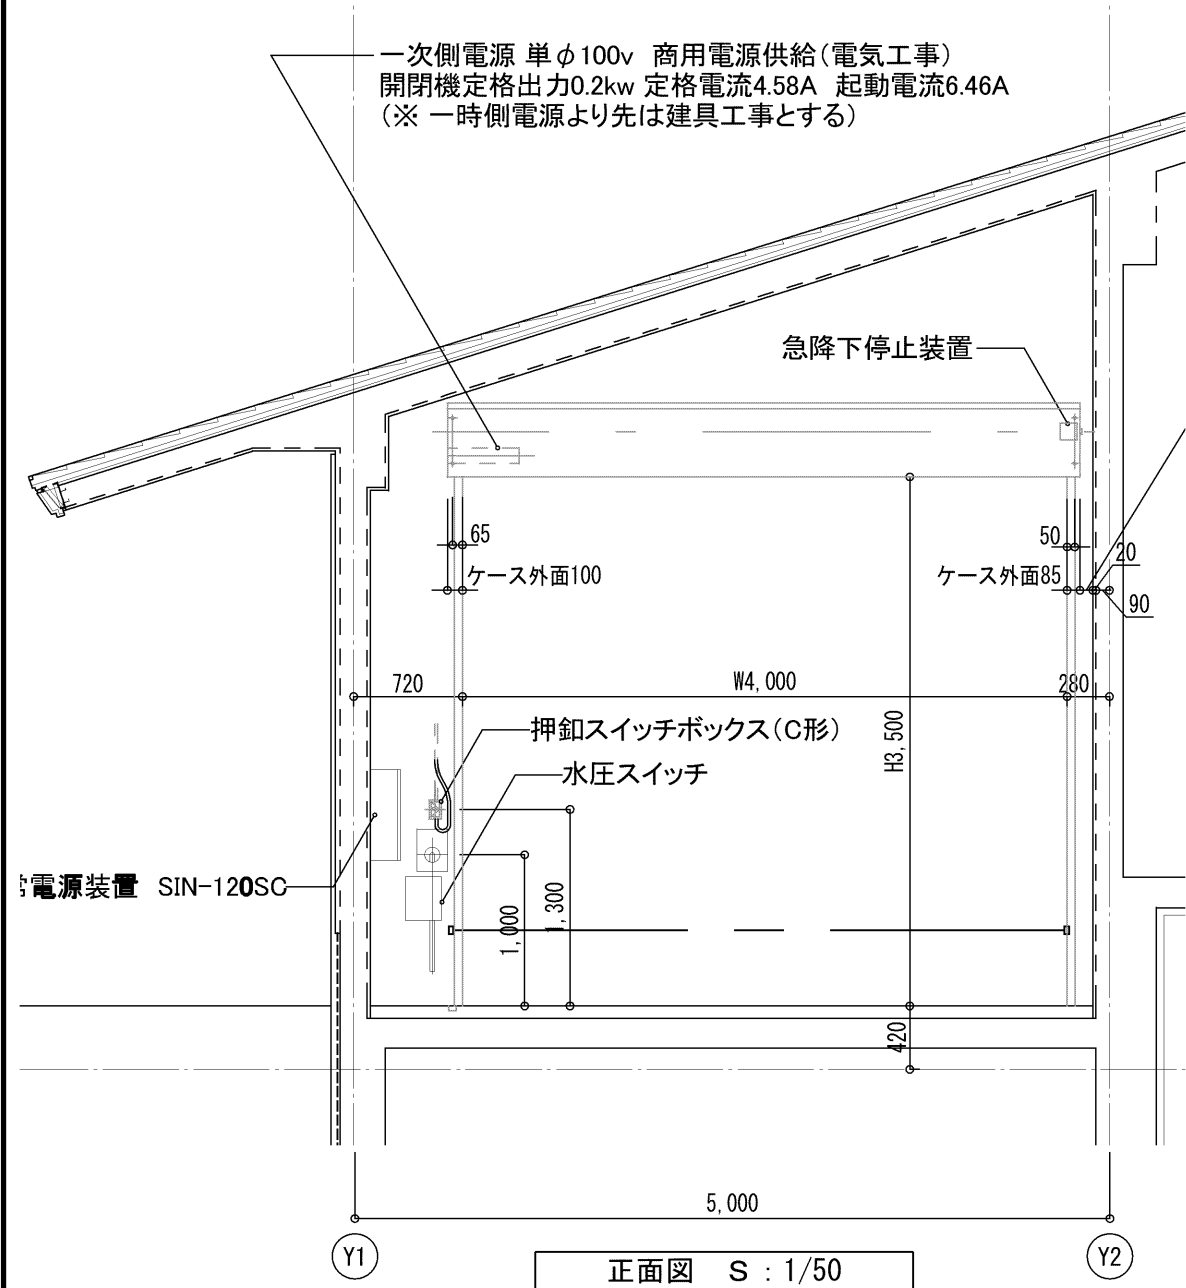 一次側電源 単φ100v 商用電源供給(電気工事)
開閉機定格出力0.2kw 定格電流4.58A 起動電流6.46A
(※ 一時側電源より先は建具工事とする)
急降下停止装置
65
50
20
ケース外面100
ケース外面85
90
720
W4,000
280
押釦スイッチボックス(C形)
H3,500
水圧スイッチ
電源装置 SIN-120SC
1,300
1,000
420
5,000
Y1
Y2
正面図 S : 1/50